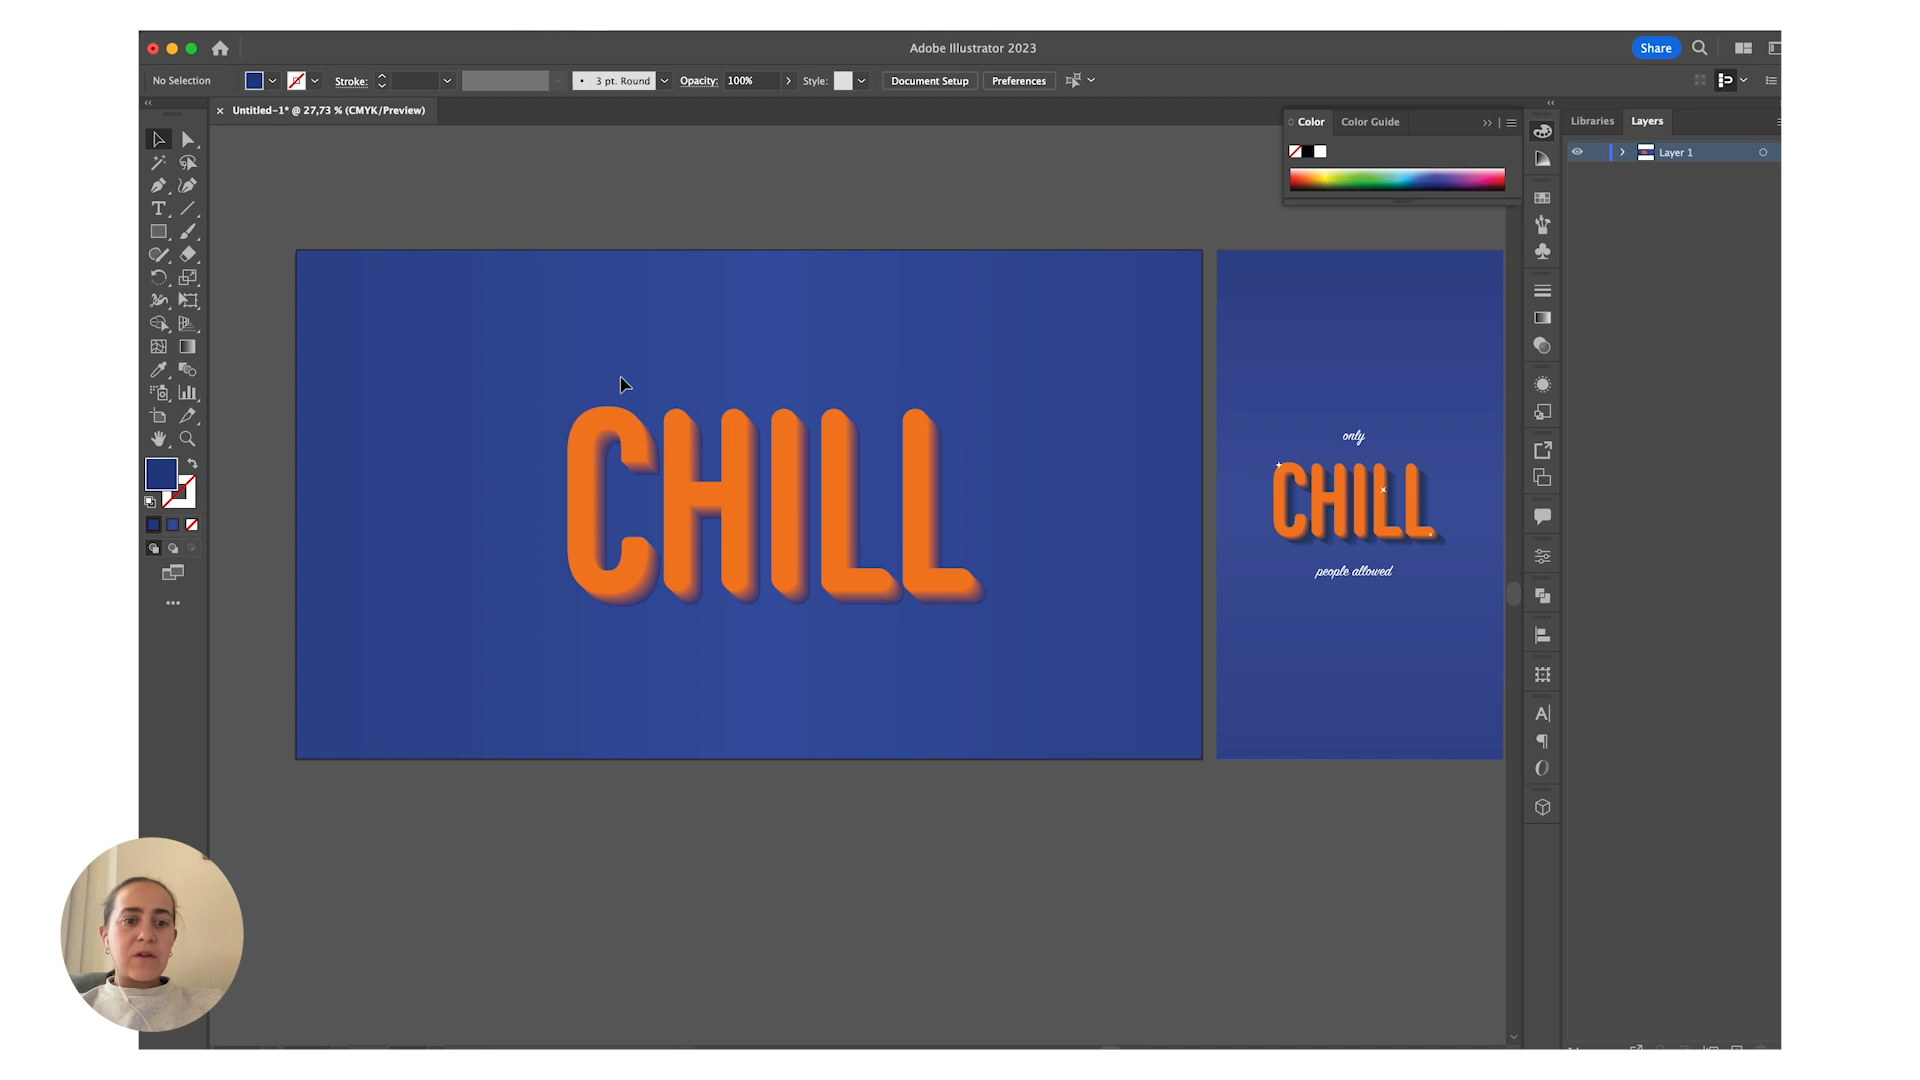 Adobe Illustrator 2023
Share
No Selection
Stroke:
3 pt. Round
Opacity: 100%
Style:
Document Setup
Preferences
× Untitled-1* @ 27,73 % (CMYK/Preview)
Color
Color Guide
Libraries
Layers
Layer 1
CHILL
only
CHILL
people allowed